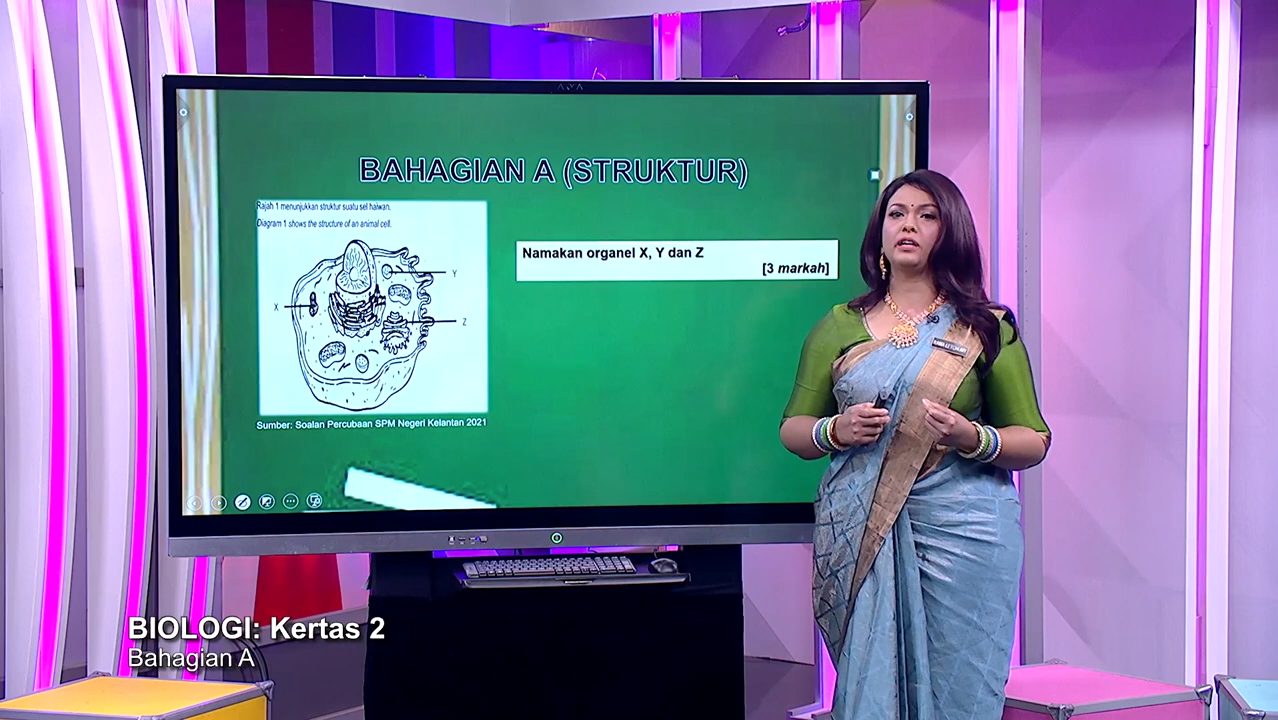 BAHAGIAN A (STRUKTUR)
Rajah 1 menunjukkan struktur suatu sel haiwan.
Diagram 1 shows the structure of an animal cell.
X
Y
Z
Namakan organel X, Y dan Z
[3 markah]
Sumber: Soalan Percubaan SPM Negeri Kelantan 2021
BIOLOGI: Kertas 2
Bahagian A